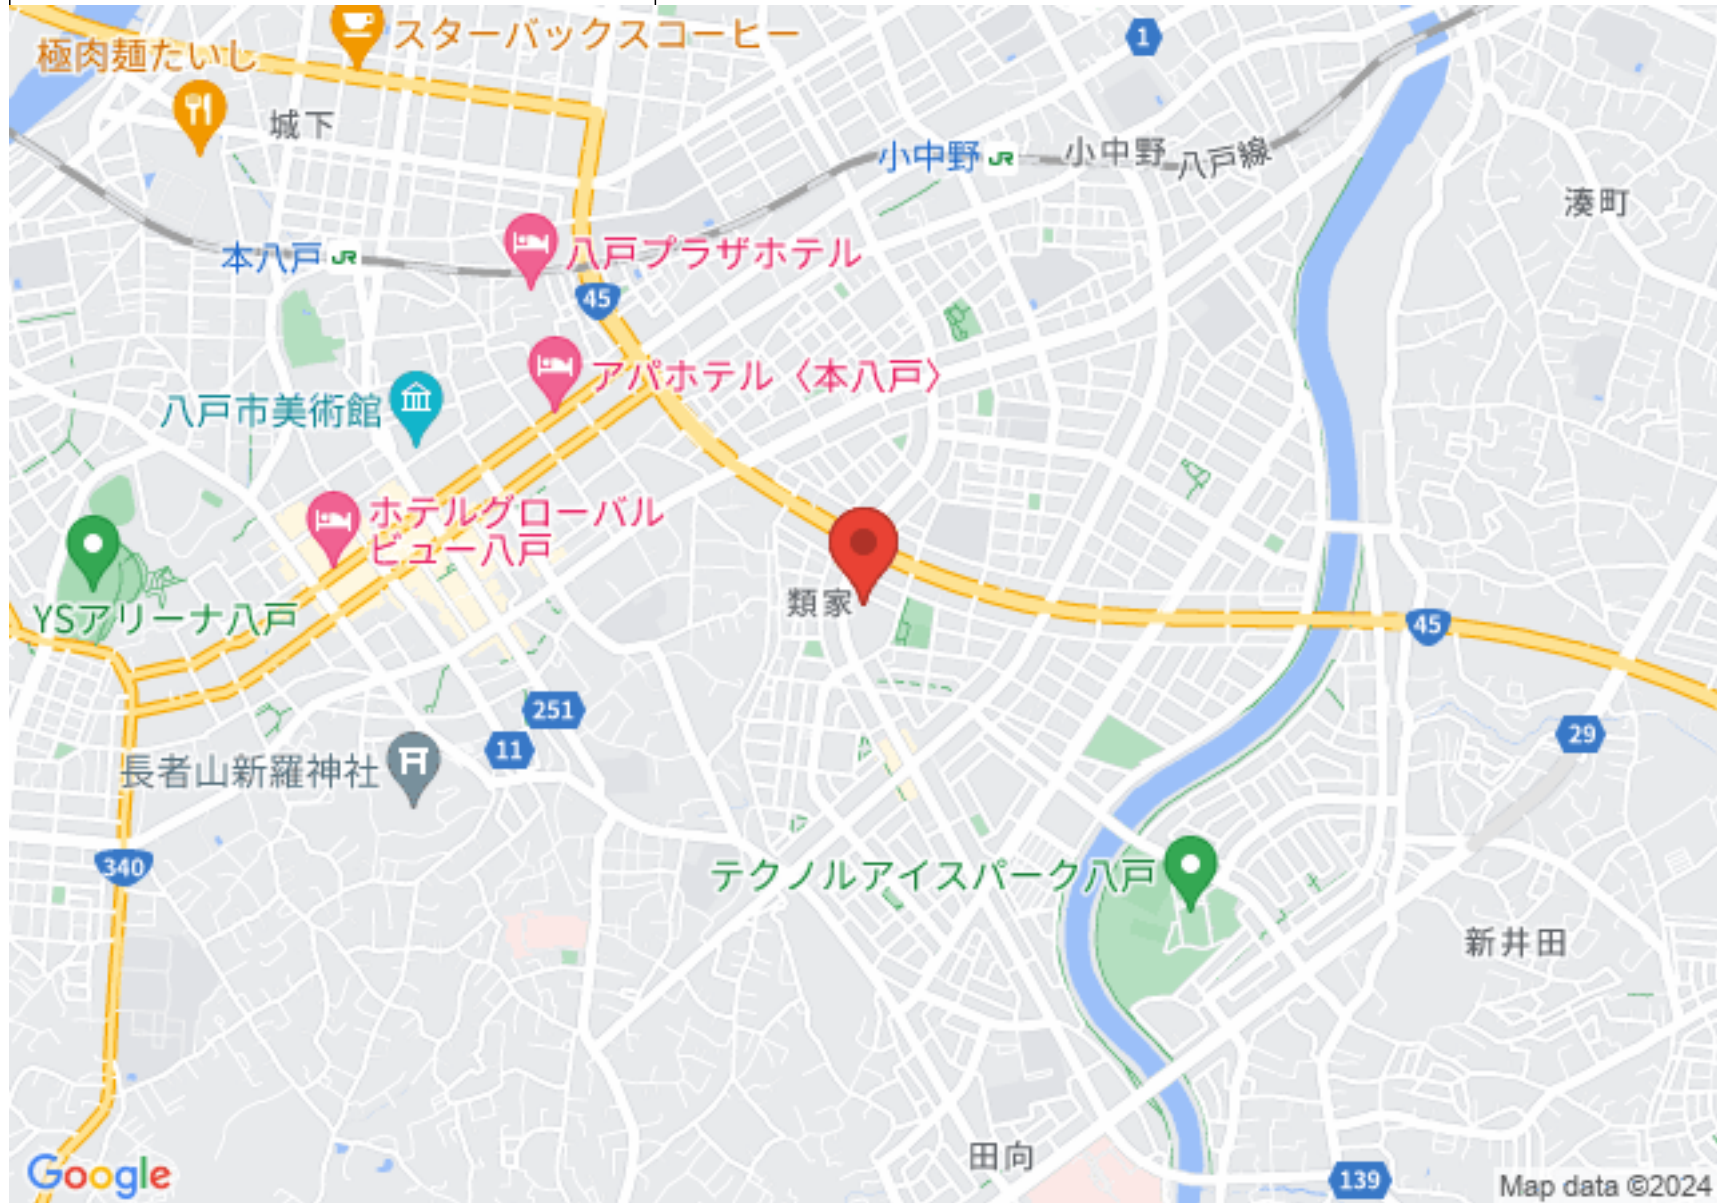 スターバックスコーヒー
極肉麺たいし
1
城下
小中野
JR
小中野
八戸線
湊町
本八戸
JR
八戸プラザホテル
45
アパホテル〈本八戸〉
八戸市美術館
ホテルグローバル
ビュー八戸
YSアリーナ八戸
類家
45
251
11
29
長者山新羅神社
340
テクノルアイスパーク八戸
新井田
田向
139
Google
Map data ©2024